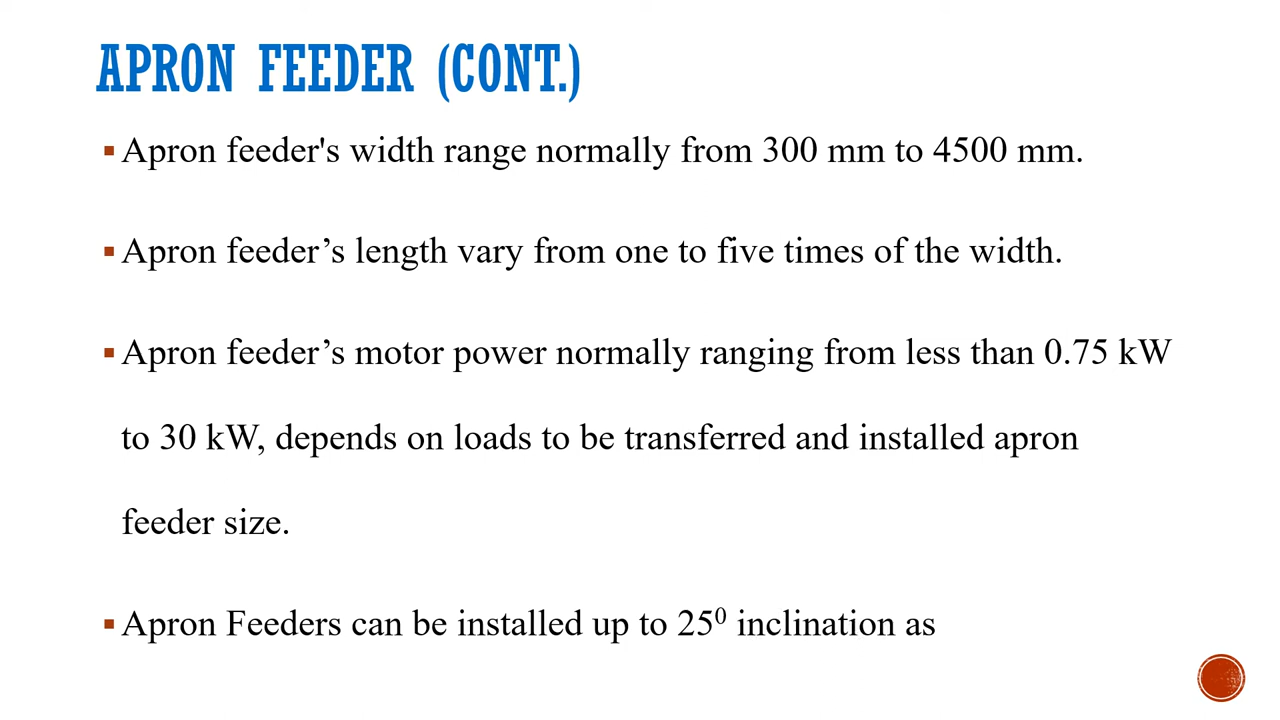 APRON FEEDER (CONT.)
▪ Apron feeder's width range normally from 300 mm to 4500 mm.
▪ Apron feeder’s length vary from one to five times of the width.
▪ Apron feeder’s motor power normally ranging from less than 0.75 kW
to 30 kW, depends on loads to be transferred and installed apron
feeder size.
▪ Apron Feeders can be installed up to 25⁰ inclination as